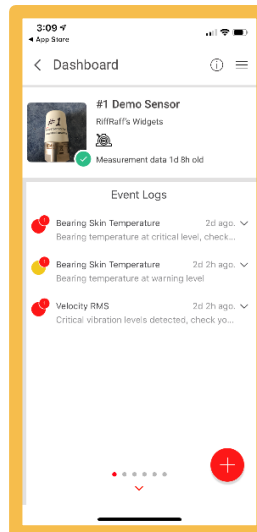 3:09
App Store
Dashboard
#1 Demo Sensor
RiffRaff's Widgets
#1
Measurement data 1d 8h old
Event Logs
Bearing Skin Temperature 2d ago.
Bearing temperature at critical level, check...
Bearing Skin Temperature 2d 2h ago.
Bearing temperature at warning level
Velocity RMS 2d 2h ago.
Critical vibration levels detected, check yo...